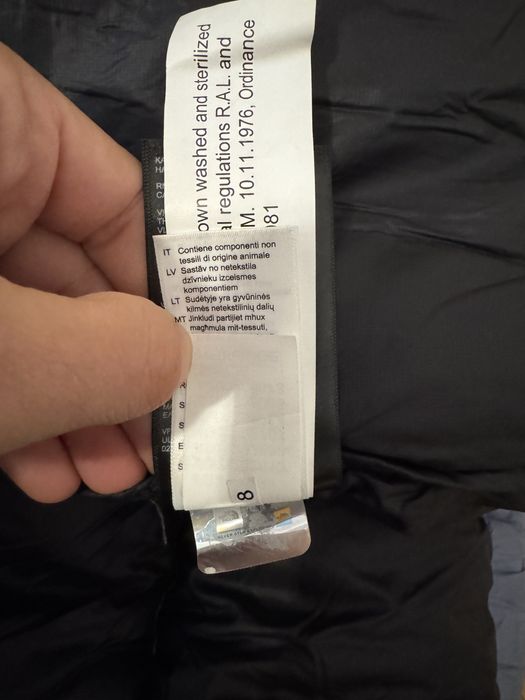 own washed and sterilized
l regulations R.A.L. and
M. 10.11.1976, Ordinance
981
IT Contiene componenti non
tessili di origine animale
LV Sastāv no netekstila
dzīvnieku izcelsmes
komponentiem
LT Sudėtyje yra gyvūninės
kilmės netekstilinių dalių
MT Jinkludi partijiet mhux
magħmula mit-tessuti,
R
S
S
E
S
8